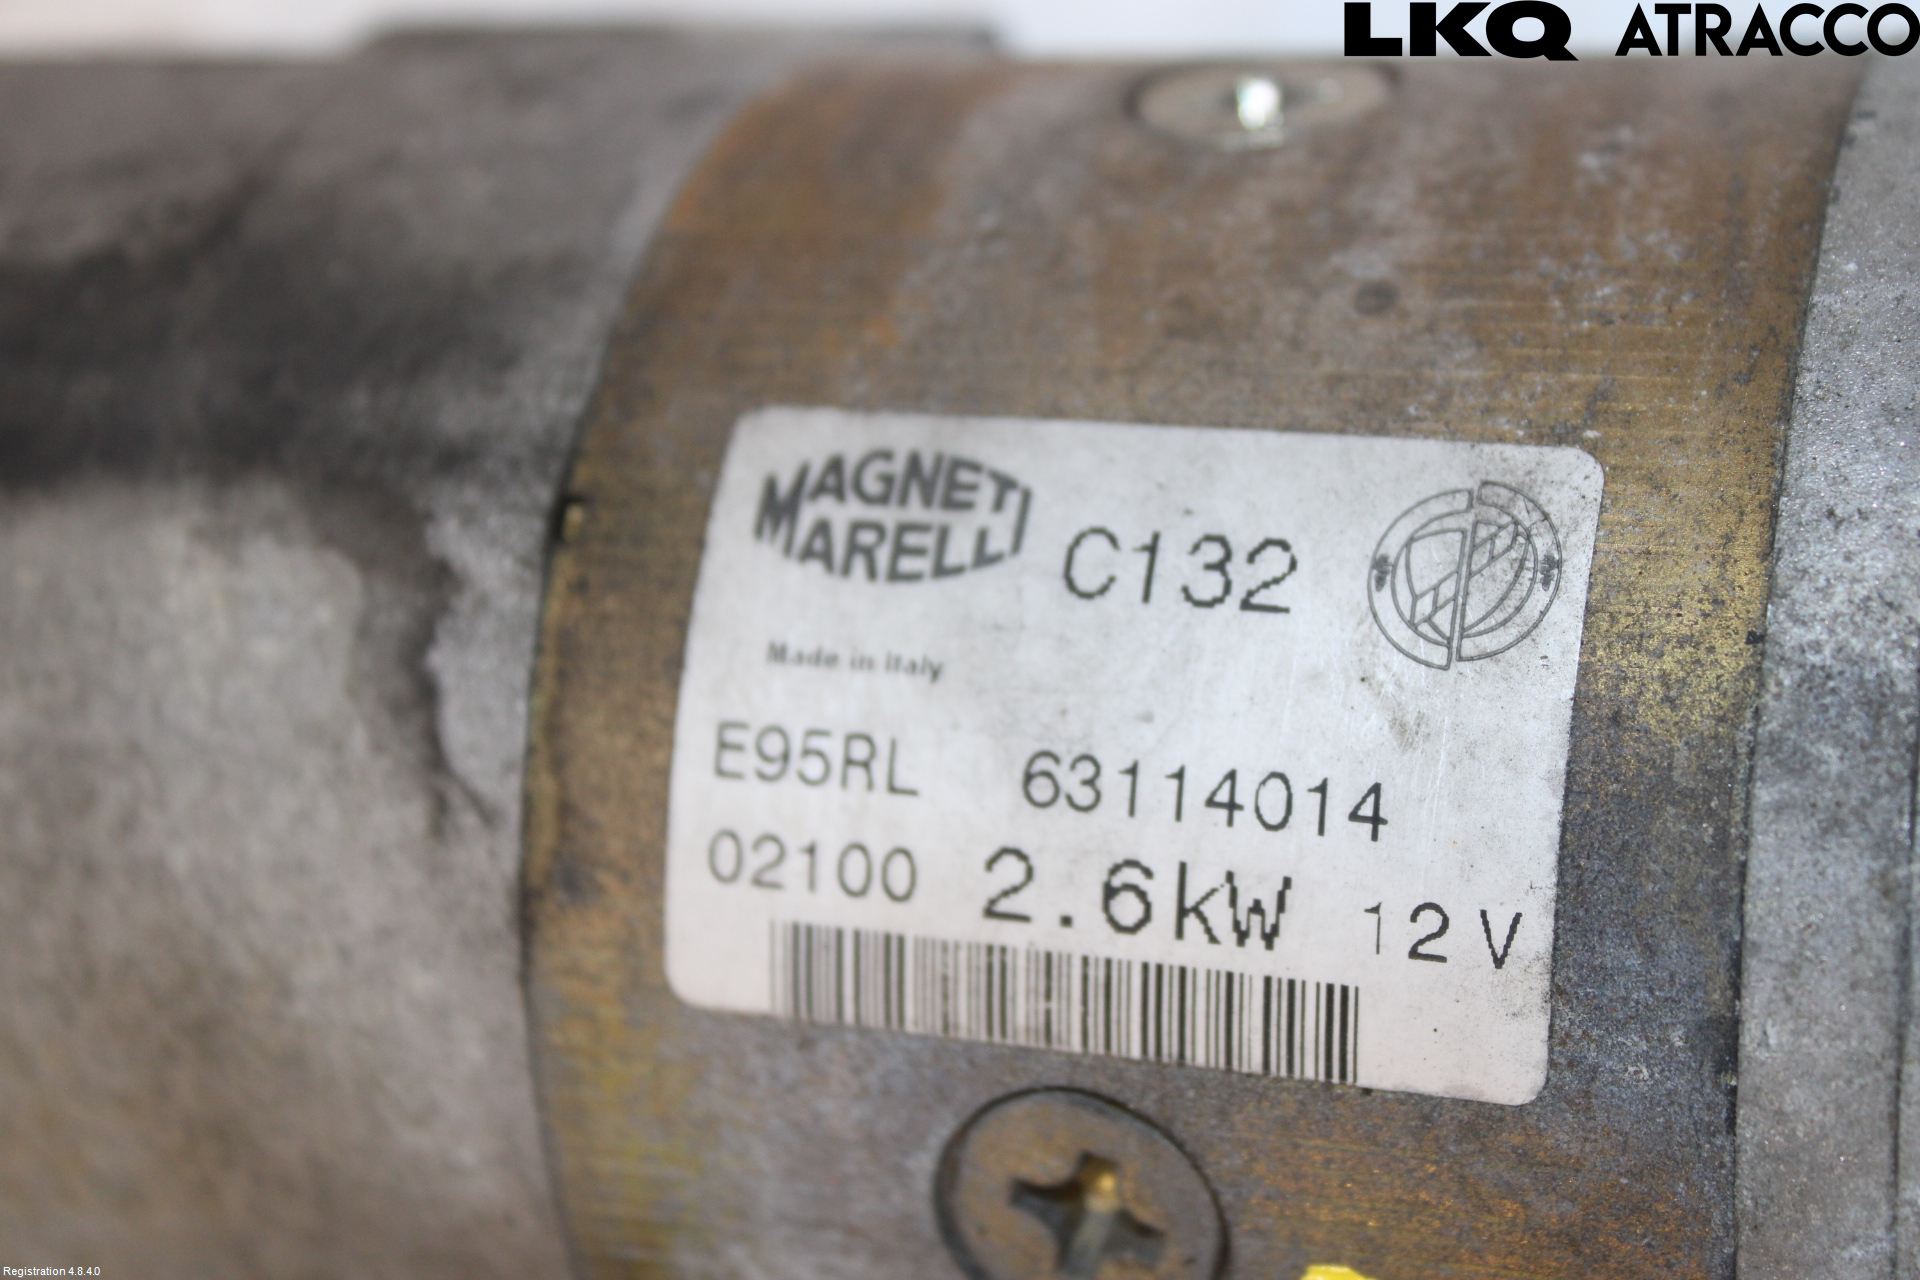 LKQ ATRACCO
MAGNETI
MARELLI
C132
Made in Italy
E95RL 63114014
02100 2.6kW 12V
Registration 4.8.4.0